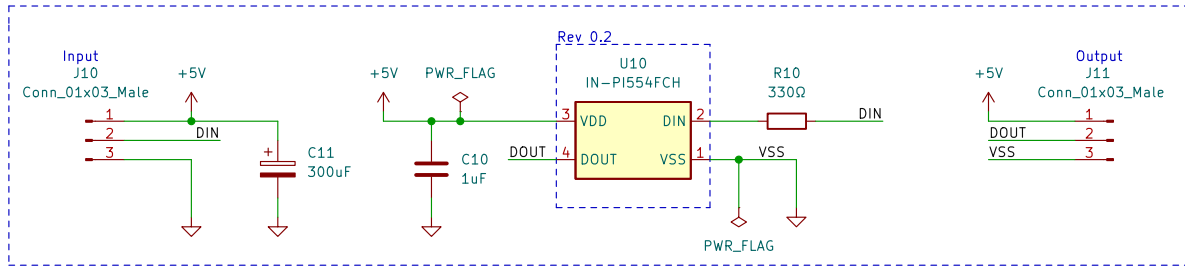 Rev 0.2
Input
J10
Conn_01x03_Male
+5V
1
2
DIN
3
+
C11
300uF
+5V
PWR_FLAG
C10
1uF
U10
IN-PI554FCH
3
VDD
DIN
2
DOUT
4
DOUT
VSS
1
R10
330Ω
DIN
VSS
PWR_FLAG
Output
J11
Conn_01x03_Male
+5V
1
DOUT
2
VSS
3